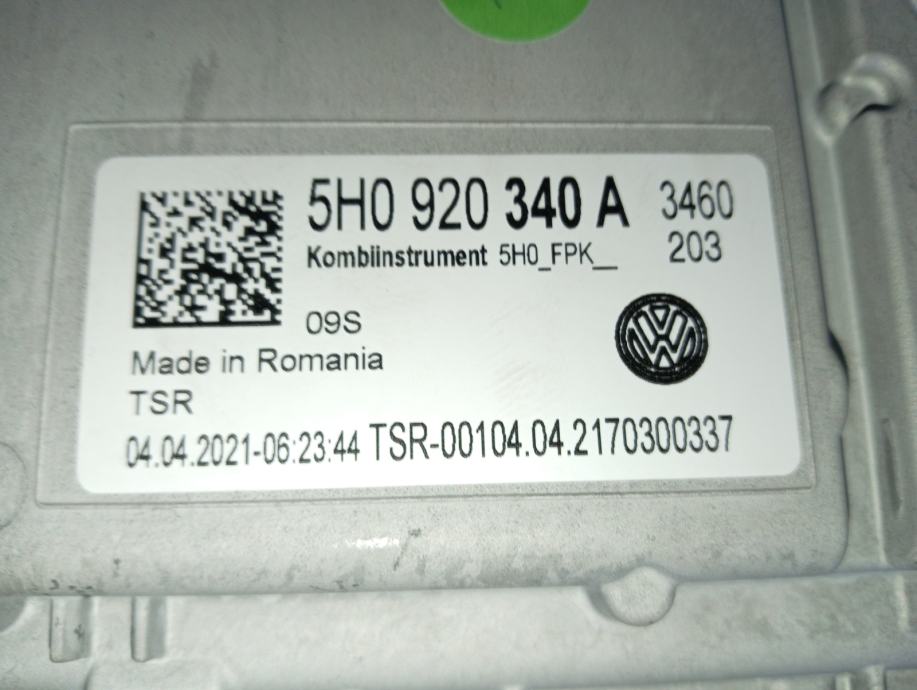 5H0 920 340 A 3460
Kombiinstrument 5H0_FPK__ 203
09S
Made in Romania
TSR
04.04.2021-06:23:44 TSR-00104.04.2170300337